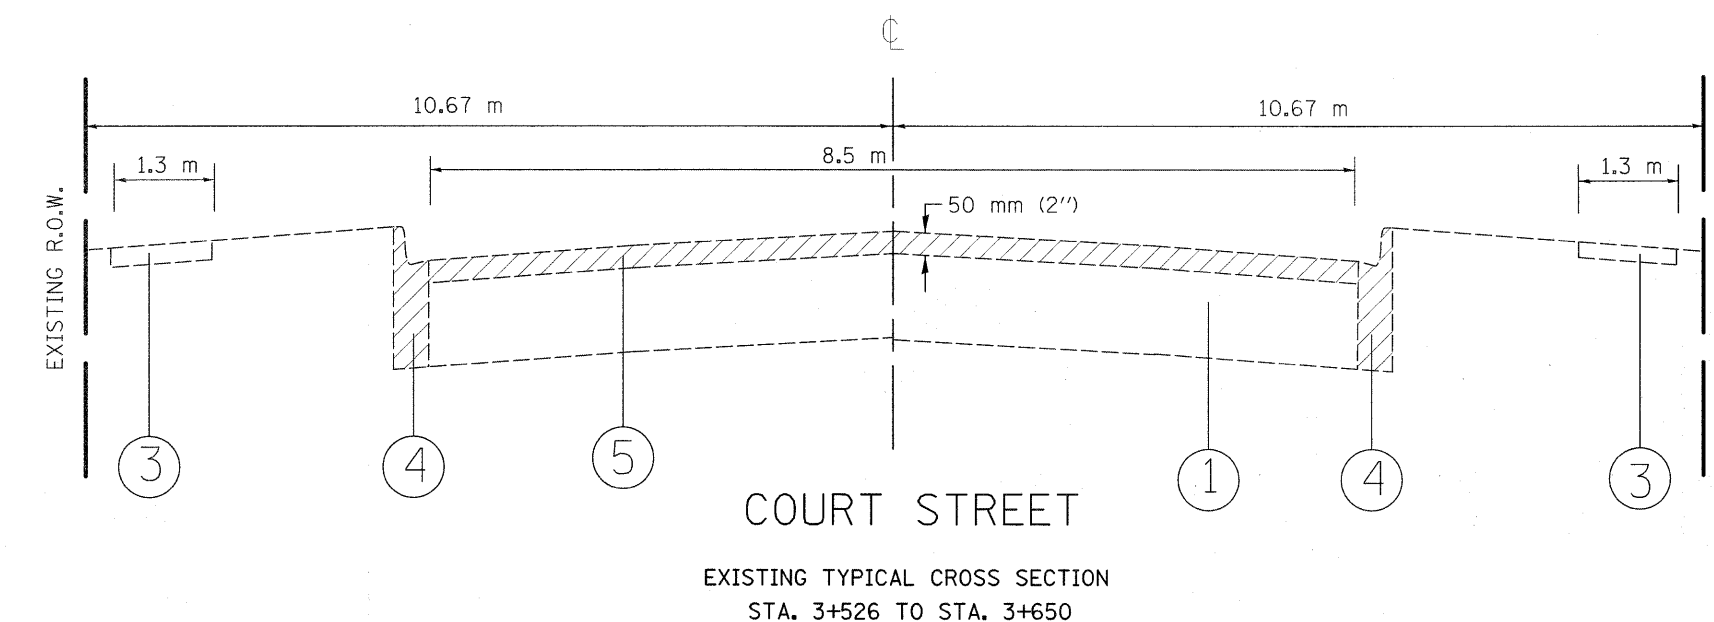 ℄
10.67 m
10.67 m
8.5 m
1.3 m
1.3 m
50 mm (2")
EXISTING R.O.W.
3
4
5
1
4
3
COURT STREET
EXISTING TYPICAL CROSS SECTION
STA. 3+526 TO STA. 3+650